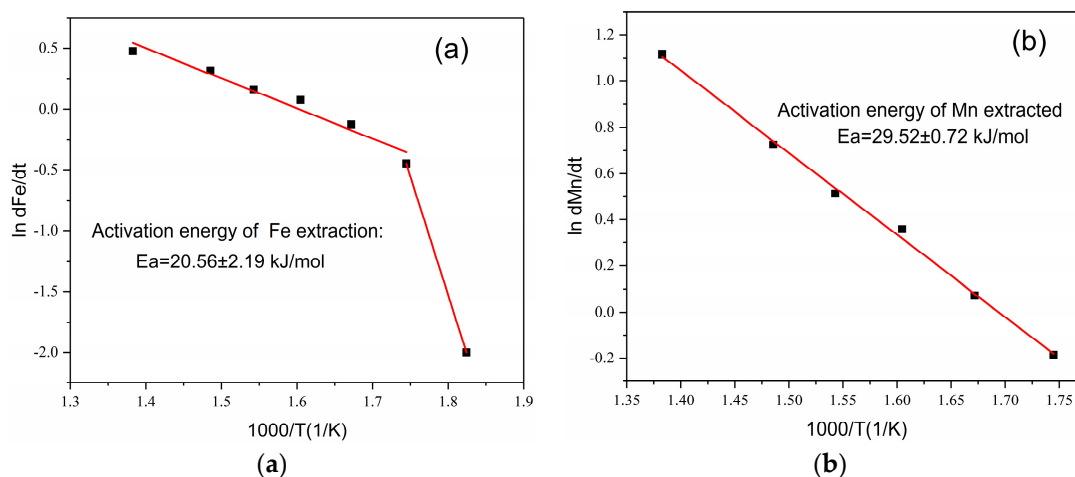 (a)
0.5
0.0
-0.5
-1.0
-1.5
-2.0
ln dFe/dt
Activation energy of Fe extraction:
Ea=20.56±2.19 kJ/mol
1.3 1.4 1.5 1.6 1.7 1.8 1.9
1000/T(1/K)
(a)
(b)
1.2
1.0
0.8
0.6
0.4
0.2
0.0
-0.2
ln dMn/dt
Activation energy of Mn extracted
Ea=29.52±0.72 kJ/mol
1.35 1.40 1.45 1.50 1.55 1.60 1.65 1.70 1.75
1000/T(1/K)
(b)